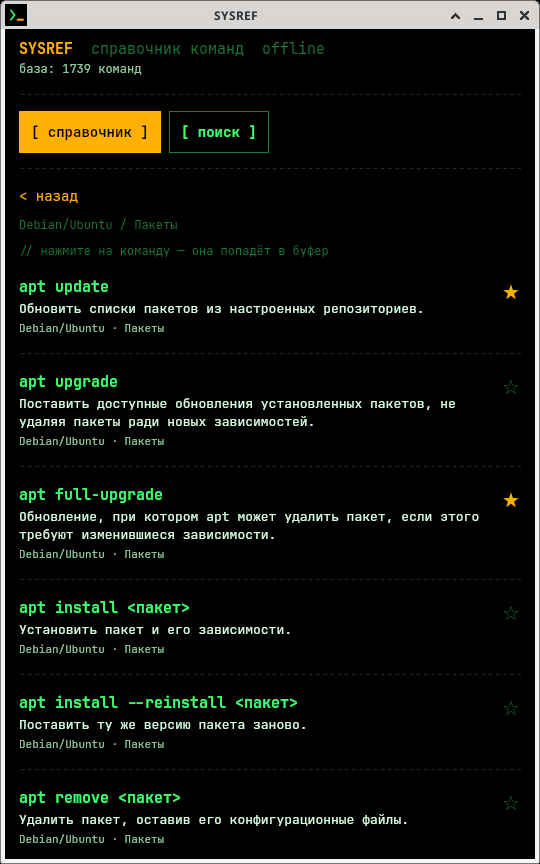 SYSREF
SYSREF справочник команд offline
база: 1739 команд
[ справочник ] [ поиск ]
< назад
Debian/Ubuntu / Пакеты
// нажмите на команду — она попадёт в буфер
apt update
Обновить списки пакетов из настроенных репозиториев.
Debian/Ubuntu · Пакеты
apt upgrade
Поставить доступные обновления установленных пакетов, не
удаляя пакеты ради новых зависимостей.
Debian/Ubuntu · Пакеты
apt full-upgrade
Обновление, при котором apt может удалить пакет, если этого
требуют изменившиеся зависимости.
Debian/Ubuntu · Пакеты
apt install <пакет>
Установить пакет и его зависимости.
Debian/Ubuntu · Пакеты
apt install --reinstall <пакет>
Поставить ту же версию пакета заново.
Debian/Ubuntu · Пакеты
apt remove <пакет>
Удалить пакет, оставив его конфигурационные файлы.
Debian/Ubuntu · Пакеты